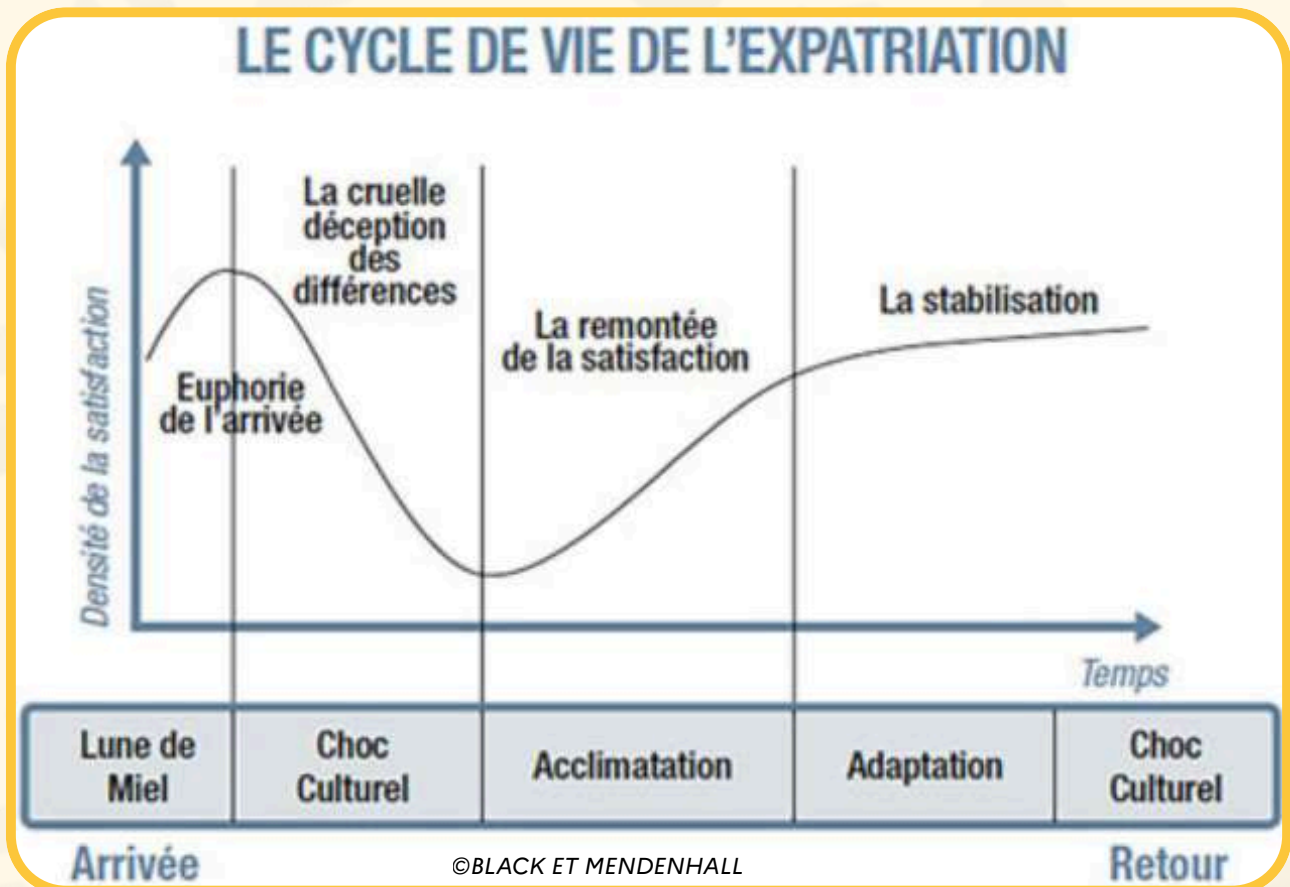 LE CYCLE DE VIE DE L'EXPATRIATION
Densité de la satisfaction
Euphorie
de l'arrivée
La cruelle
déception
des
différences
La remontée
de la satisfaction
La stabilisation
Temps
Lune de
Miel
Choc
Culturel
Acclimatation
Adaptation
Choc
Culturel
Arrivée
©BLACK ET MENDENHALL
Retour